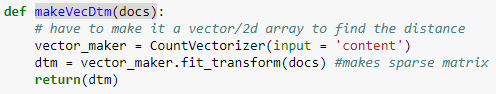 def makeVecDtm(docs):
    # have to make it a vector/2d array to find the distance
    vector_maker = CountVectorizer(input = 'content')
    dtm = vector_maker.fit_transform(docs) #makes sparse matrix
    return(dtm)